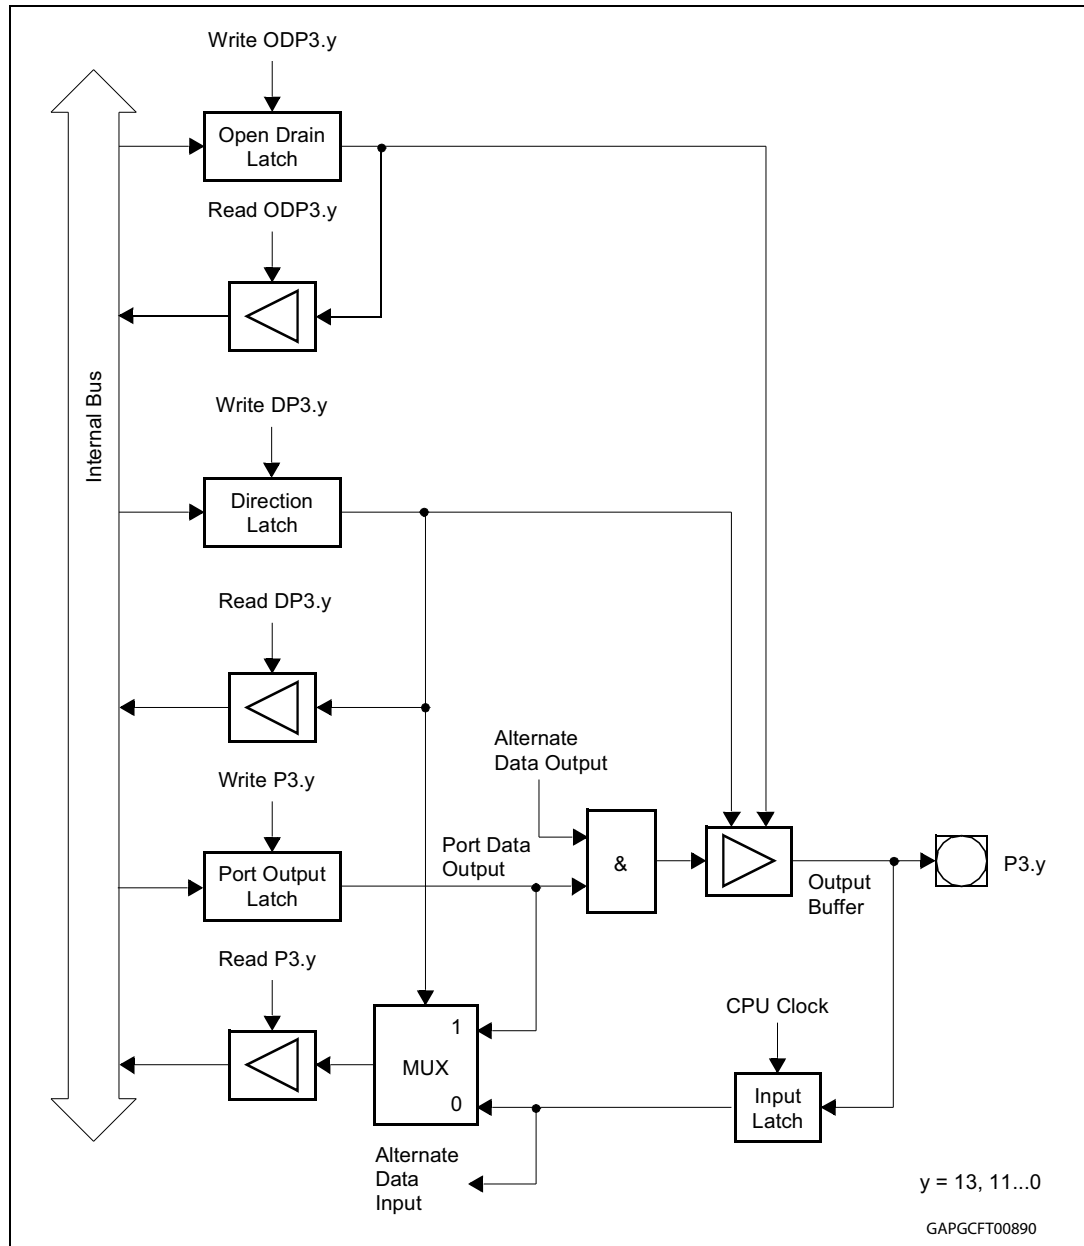 Write ODP3.y
Open Drain
Latch
Read ODP3.y
Internal Bus
Write DP3.y
Direction
Latch
Read DP3.y
Alternate
Data Output
Write P3.y
Port Data
Output
&
P3.y
Port Output
Latch
Output
Buffer
Read P3.y
CPU Clock
1
MUX
0
Input
Latch
Alternate
Data
Input
y = 13, 11...0
GAPGCFT00890